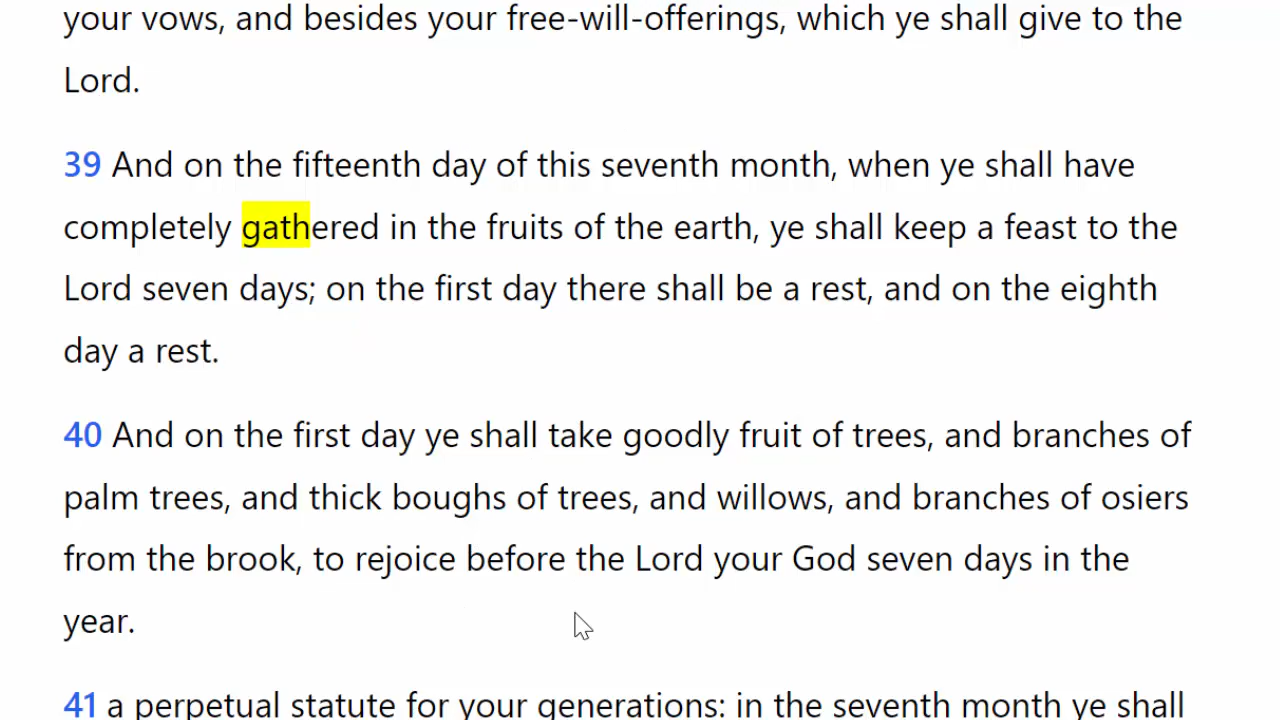 your vows, and besides your free-will-offerings, which ye shall give to the
Lord.
39 And on the fifteenth day of this seventh month, when ye shall have
completely gathered in the fruits of the earth, ye shall keep a feast to the
Lord seven days; on the first day there shall be a rest, and on the eighth
day a rest.
40 And on the first day ye shall take goodly fruit of trees, and branches of
palm trees, and thick boughs of trees, and willows, and branches of osiers
from the brook, to rejoice before the Lord your God seven days in the
year.
41 a perpetual statute for your generations: in the seventh month ye shall